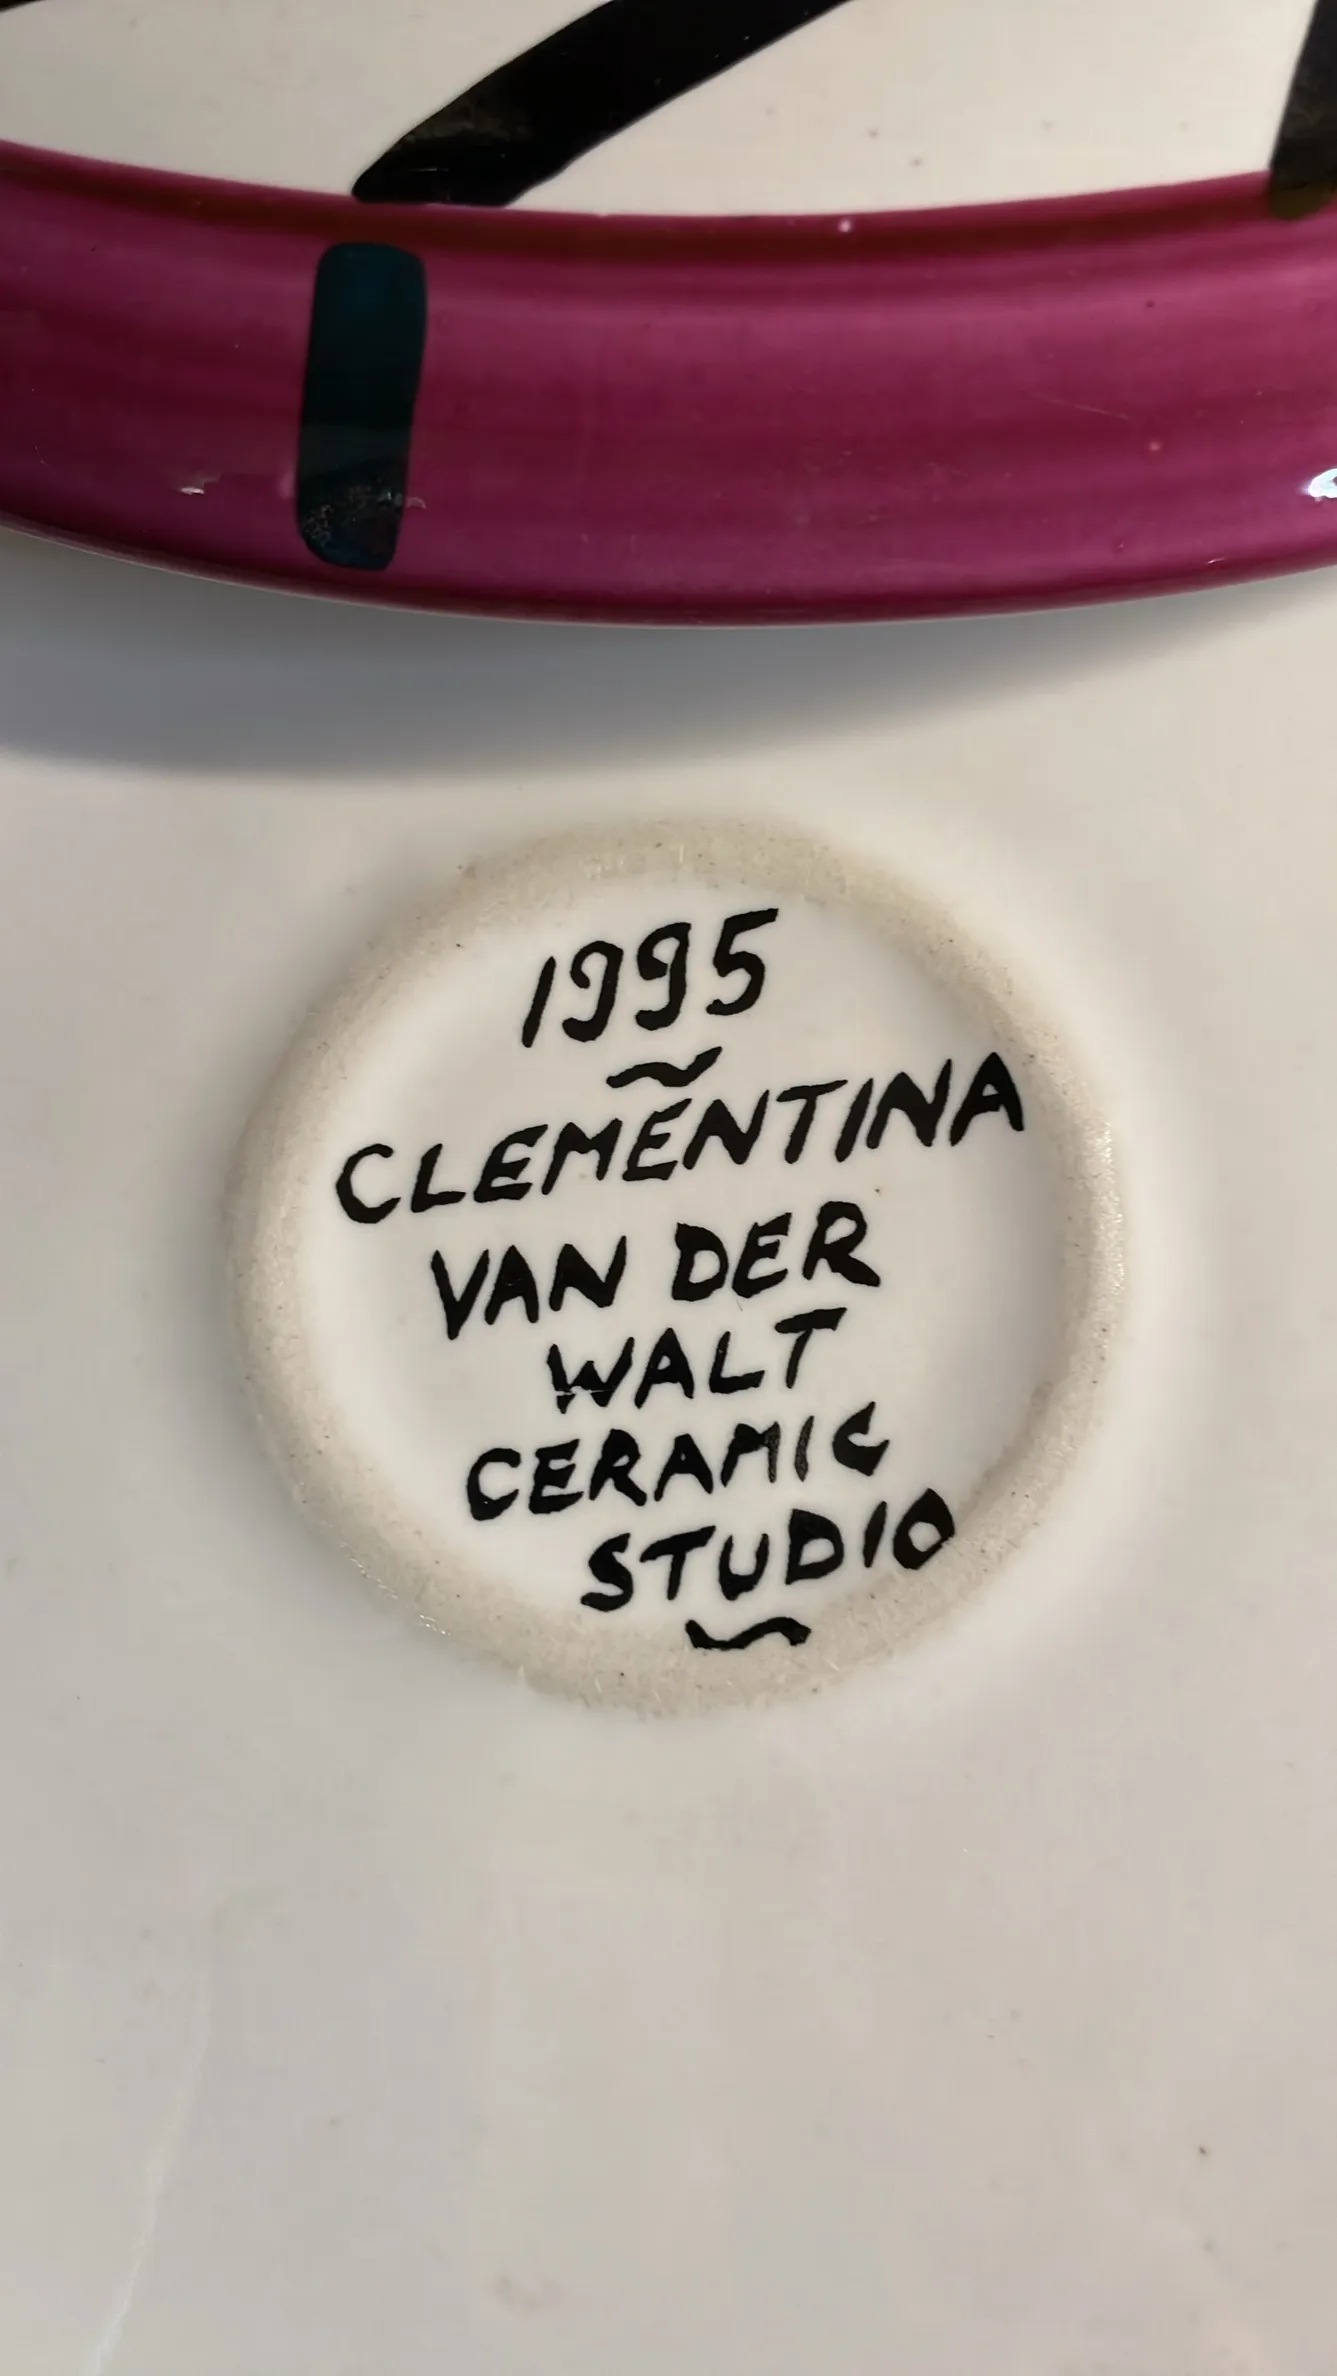 1995
~
CLEMENTINA
VAN DER
WALT
CERAMIC
STUDIO
~